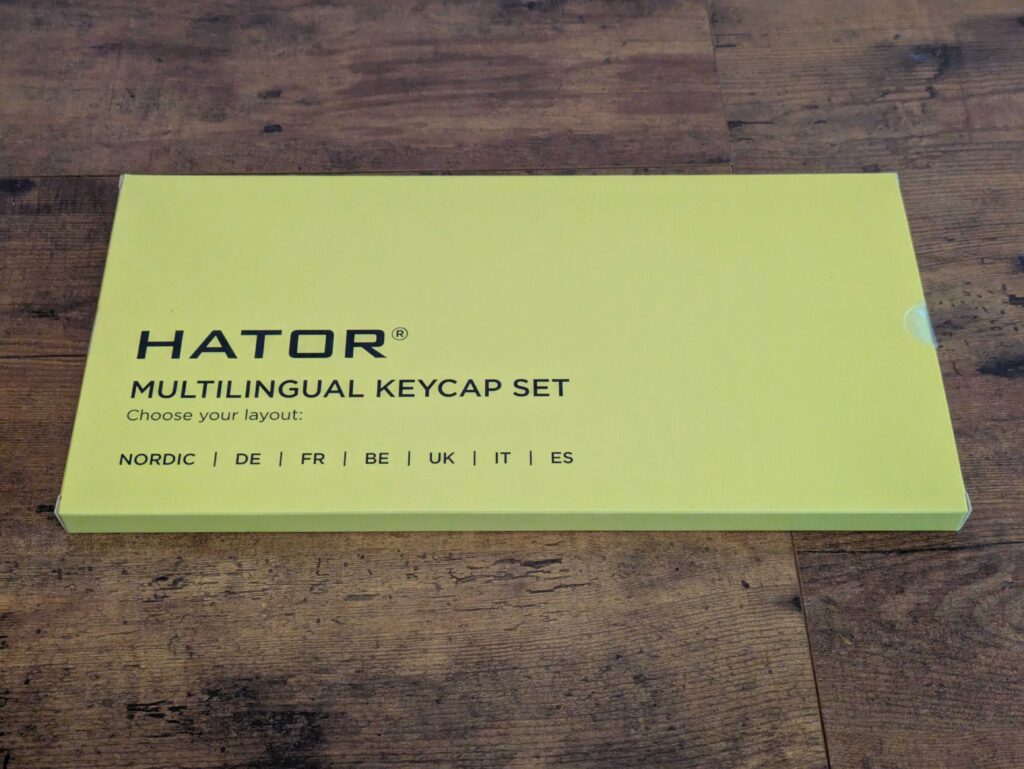 HATOR®
MULTILINGUAL KEYCAP SET
Choose your layout:
NORDIC | DE | FR | BE | UK | IT | ES